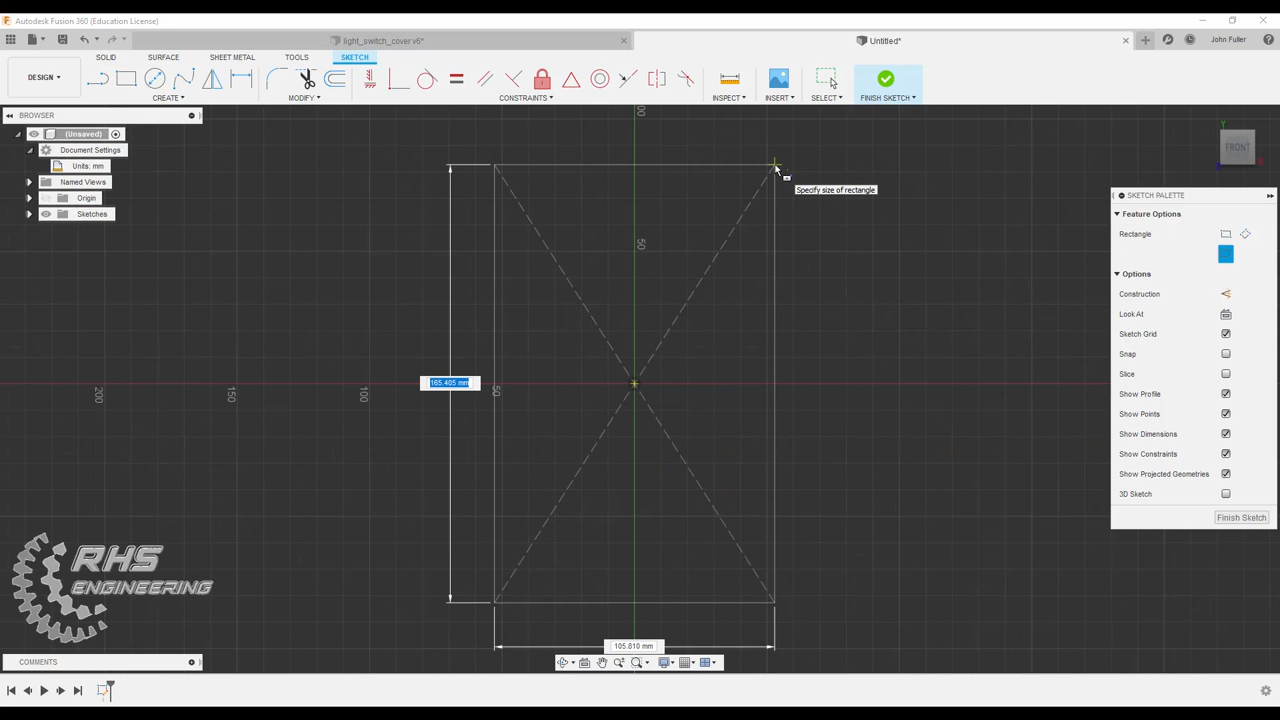 Autodesk Fusion 360 (Education License)
light_switch_cover v6*
Untitled*
John Fuller
SOLID SURFACE SHEET METAL TOOLS SKETCH
DESIGN
CREATE MODIFY CONSTRAINTS INSPECT INSERT SELECT FINISH SKETCH
BROWSER
(Unsaved)
Document Settings
Units: mm
Named Views
Origin
Sketches
FRONT
Y
50
200
150
100
50
Specify size of rectangle
165.405 mm
105.810 mm
SKETCH PALETTE
Feature Options
Rectangle
Options
Construction
Look At
Sketch Grid
Snap
Slice
Show Profile
Show Points
Show Dimensions
Show Constraints
Show Projected Geometries
3D Sketch
Finish Sketch
RHS
ENGINEERING
COMMENTS